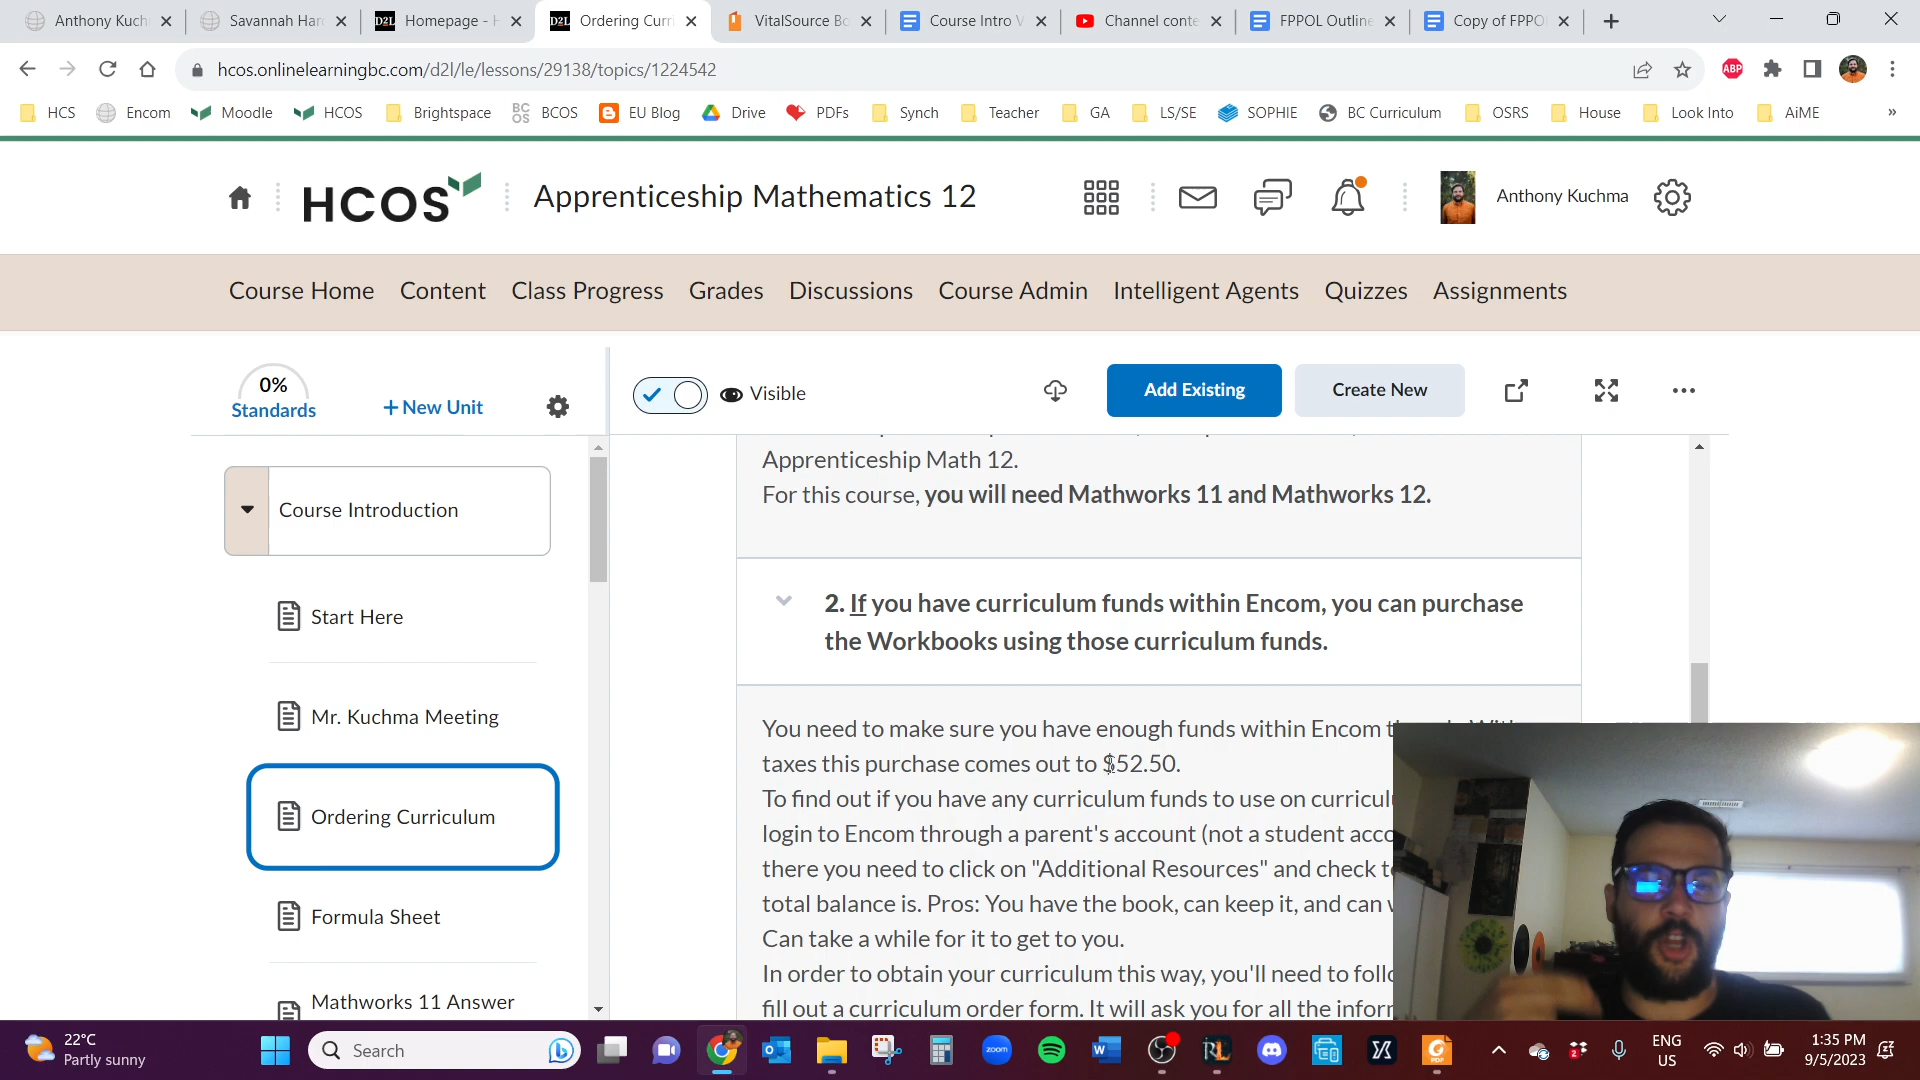 Anthony Kuch
Savannah Har
D2L Homepage - H
D2L Ordering Curri
VitalSource Bo
Course Intro V
Channel conte
FPPOL Outline
Copy of FPPO
hcos.onlinelearningbc.com/d2l/le/lessons/29138/topics/1224542
ABP
HCS
Encom
Moodle
HCOS
Brightspace
BC OS BCOS
EU Blog
Drive
PDFs
Synch
Teacher
GA
LS/SE
SOPHIE
BC Curriculum
OSRS
House
Look Into
AiME
»
HCOS
Apprenticeship Mathematics 12
Anthony Kuchma
Course Home Content Class Progress Grades Discussions Course Admin Intelligent Agents Quizzes Assignments
0%
Standards
+ New Unit
Visible
Add Existing
Create New
Course Introduction
Start Here
Mr. Kuchma Meeting
Ordering Curriculum
Formula Sheet
Mathworks 11 Answer
Apprenticeship Math 12.
For this course, you will need Mathworks 11 and Mathworks 12.
2. If you have curriculum funds within Encom, you can purchase
the Workbooks using those curriculum funds.
You need to make sure you have enough funds within Encom
taxes this purchase comes out to $52.50.
To find out if you have any curriculum funds to use on curricul
login to Encom through a parent's account (not a student acco
there you need to click on "Additional Resources" and check t
total balance is. Pros: You have the book, can keep it, and can
Can take a while for it to get to you.
In order to obtain your curriculum this way, you'll need to foll
fill out a curriculum order form. It will ask you for all the infor
22°C
Partly sunny
Search
zoom
ENG
US
1:35 PM
9/5/2023